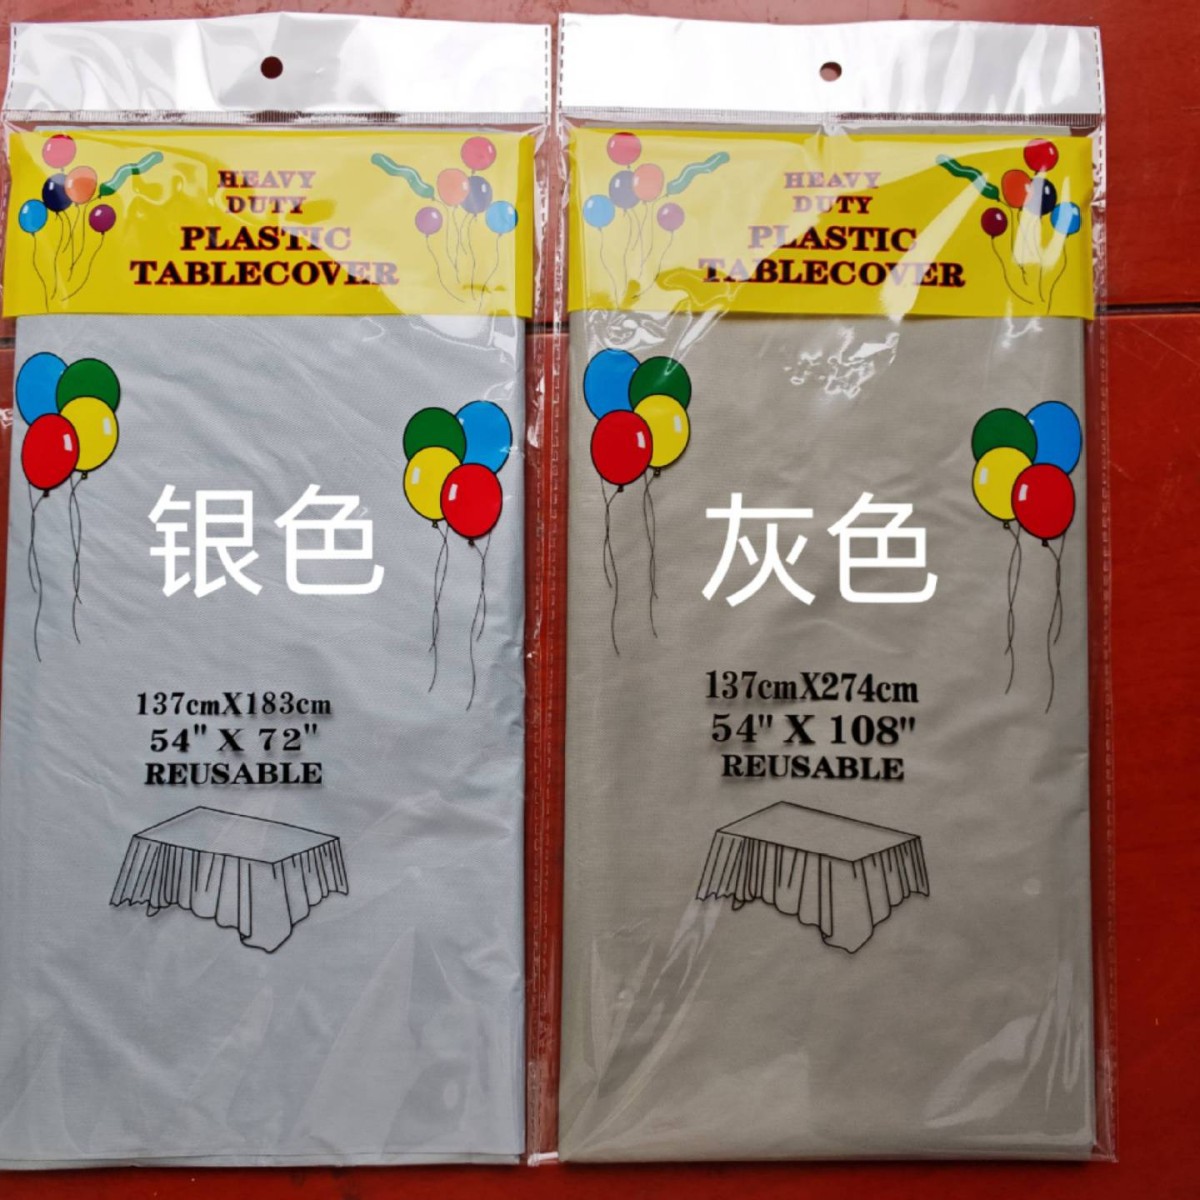 HEAVY
DUTY
PLASTIC
TABLECOVER
银色
137cmX183cm
54" X 72"
REUSABLE
HEAVY
DUTY
PLASTIC
TABLECOVER
灰色
137cmX274cm
54" X 108"
REUSABLE